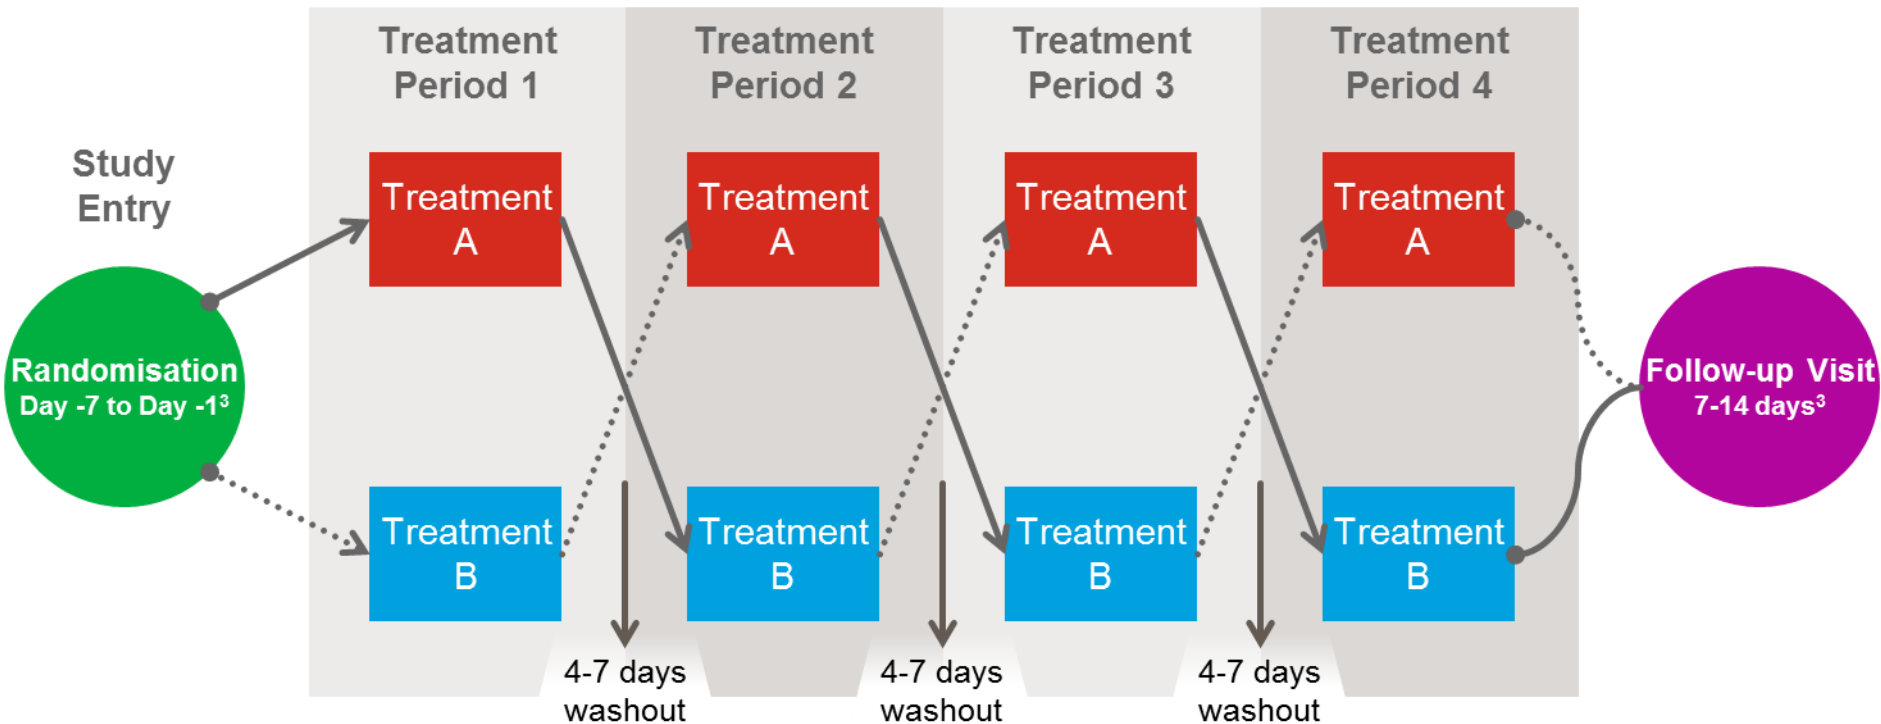 Treatment
Period 1
Treatment
Period 2
Treatment
Period 3
Treatment
Period 4
Study
Entry
Treatment
A
Treatment
A
Treatment
A
Treatment
A
Randomisation
Day -7 to Day -1³
Follow-up Visit
7-14 days³
Treatment
B
Treatment
B
Treatment
B
Treatment
B
4-7 days
washout
4-7 days
washout
4-7 days
washout